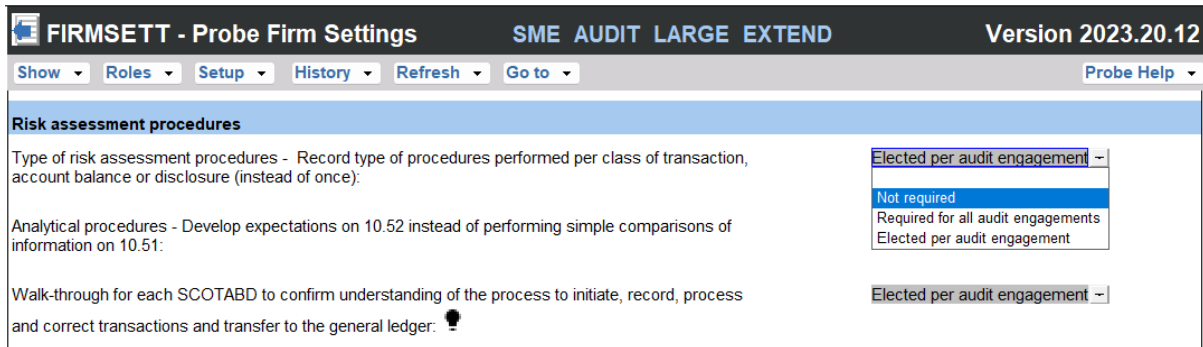 FIRMSETT - Probe Firm Settings SME AUDIT LARGE EXTEND Version 2023.20.12
Show Roles Setup History Refresh Go to Probe Help
Risk assessment procedures
Type of risk assessment procedures - Record type of procedures performed per class of transaction, Elected per audit engagement
account balance or disclosure (instead of once):
Not required
Required for all audit engagements
Elected per audit engagement
Analytical procedures - Develop expectations on 10.52 instead of performing simple comparisons of
information on 10.51:
Walk-through for each SCOTABD to confirm understanding of the process to initiate, record, process Elected per audit engagement
and correct transactions and transfer to the general ledger: